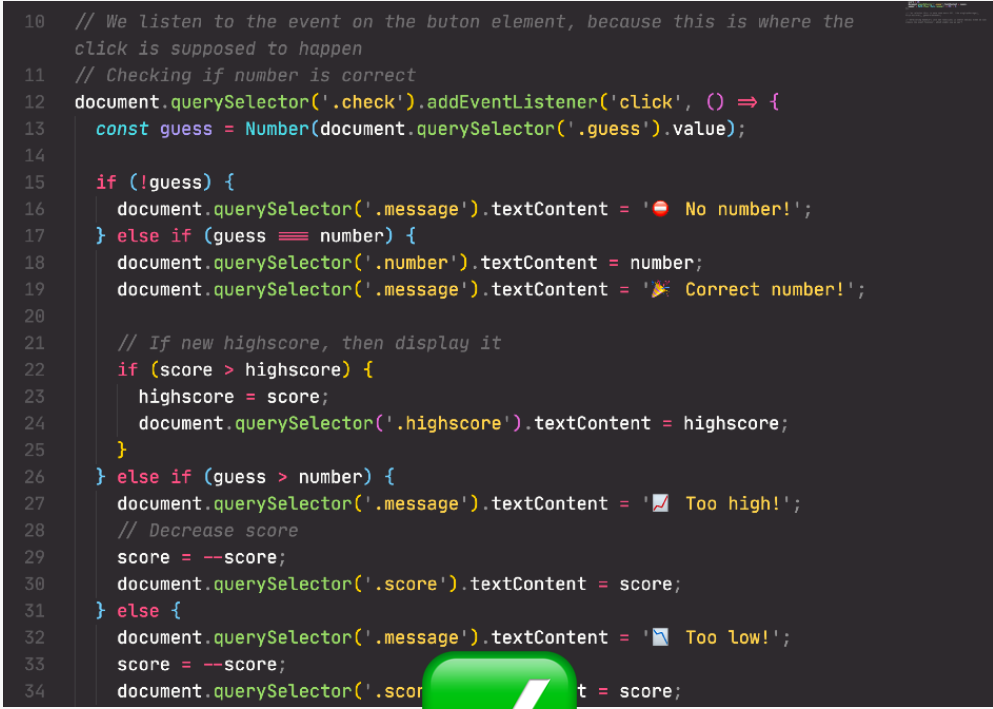 10 // We listen to the event on the buton element, because this is where the
click is supposed to happen
11 // Checking if number is correct
12 document.querySelector('.check').addEventListener('click', () => {
13 const guess = Number(document.querySelector('.guess').value);
14
15 if (!guess) {
16 document.querySelector('.message').textContent = '⛔ No number!';
17 } else if (guess === number) {
18 document.querySelector('.number').textContent = number;
19 document.querySelector('.message').textContent = '🎉 Correct number!';
20
21 // If new highscore, then display it
22 if (score > highscore) {
23 highscore = score;
24 document.querySelector('.highscore').textContent = highscore;
25 }
26 } else if (guess > number) {
27 document.querySelector('.message').textContent = '📈 Too high!';
28 // Decrease score
29 score = --score;
30 document.querySelector('.score').textContent = score;
31 } else {
32 document.querySelector('.message').textContent = '📉 Too low!';
33 score = --score;
34 document.querySelector('.scor t = score;